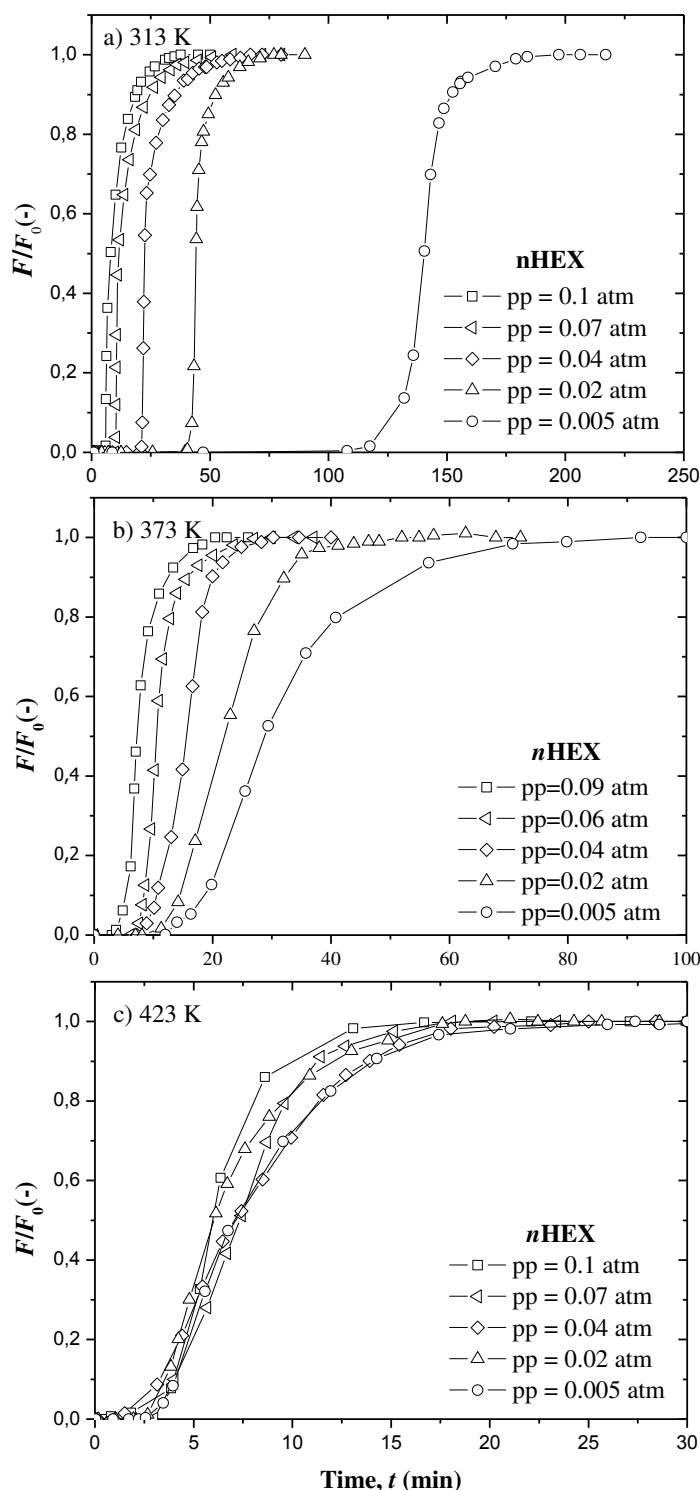 a) 313 K
1,0
0,8
0,6
0,4
0,2
0,0
F/F0(-)
nHEX
pp = 0.1 atm
pp = 0.07 atm
pp = 0.04 atm
pp = 0.02 atm
pp = 0.005 atm
0 50 100 150 200 250
b) 373 K
1,0
0,8
0,6
0,4
0,2
0,0
F/F0(-)
nHEX
pp=0.09 atm
pp=0.06 atm
pp=0.04 atm
pp=0.02 atm
pp=0.005 atm
0 20 40 60 80 100
c) 423 K
1,0
0,8
0,6
0,4
0,2
0,0
F/F0(-)
nHEX
pp = 0.1 atm
pp = 0.07 atm
pp = 0.04 atm
pp = 0.02 atm
pp = 0.005 atm
0 5 10 15 20 25 30
Time, t (min)